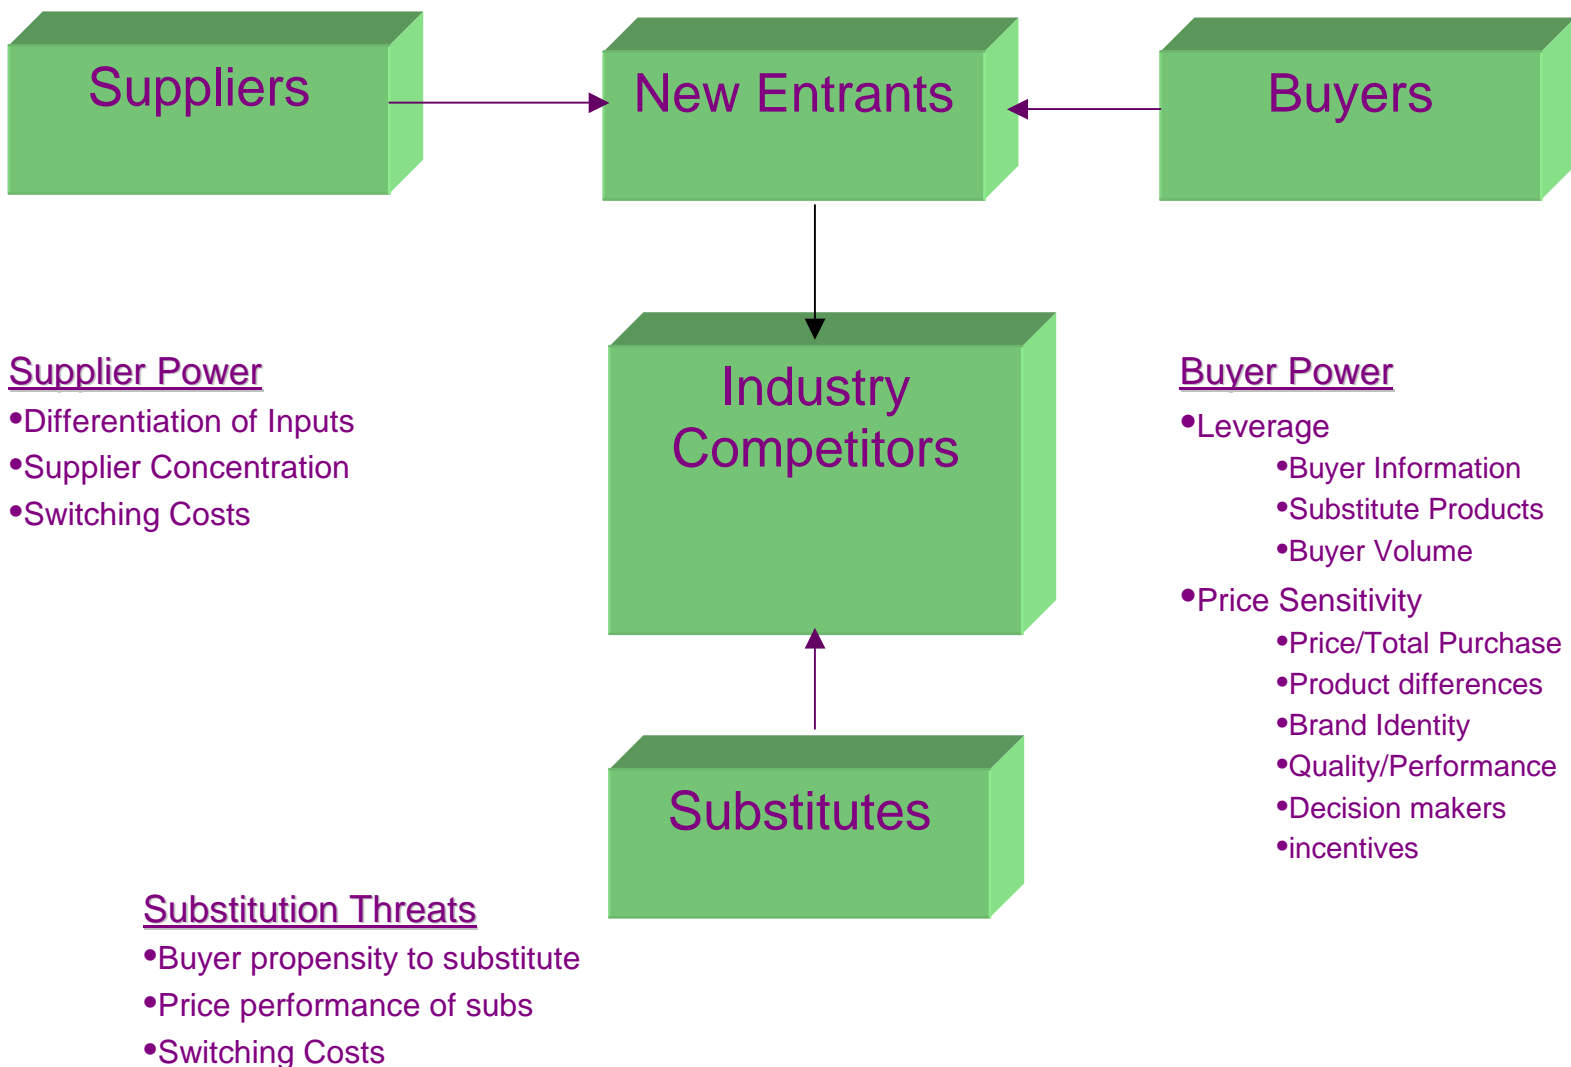 Suppliers
New Entrants
Buyers
Industry
Competitors
Supplier Power
•Differentiation of Inputs
•Supplier Concentration
•Switching Costs
Buyer Power
•Leverage
•Buyer Information
•Substitute Products
•Buyer Volume
•Price Sensitivity
•Price/Total Purchase
•Product differences
•Brand Identity
•Quality/Performance
•Decision makers
•incentives
Substitutes
Substitution Threats
•Buyer propensity to substitute
•Price performance of subs
•Switching Costs